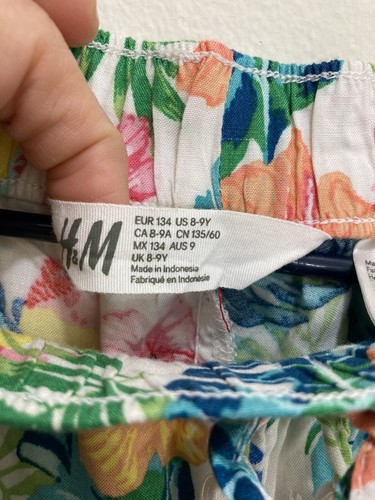 H&M
EUR 134 US 8-9Y
CA 8-9A CN 135/60
MX 134 AUS 9
UK 8-9Y
Made in Indonesia
Fabriqué en Indonésie